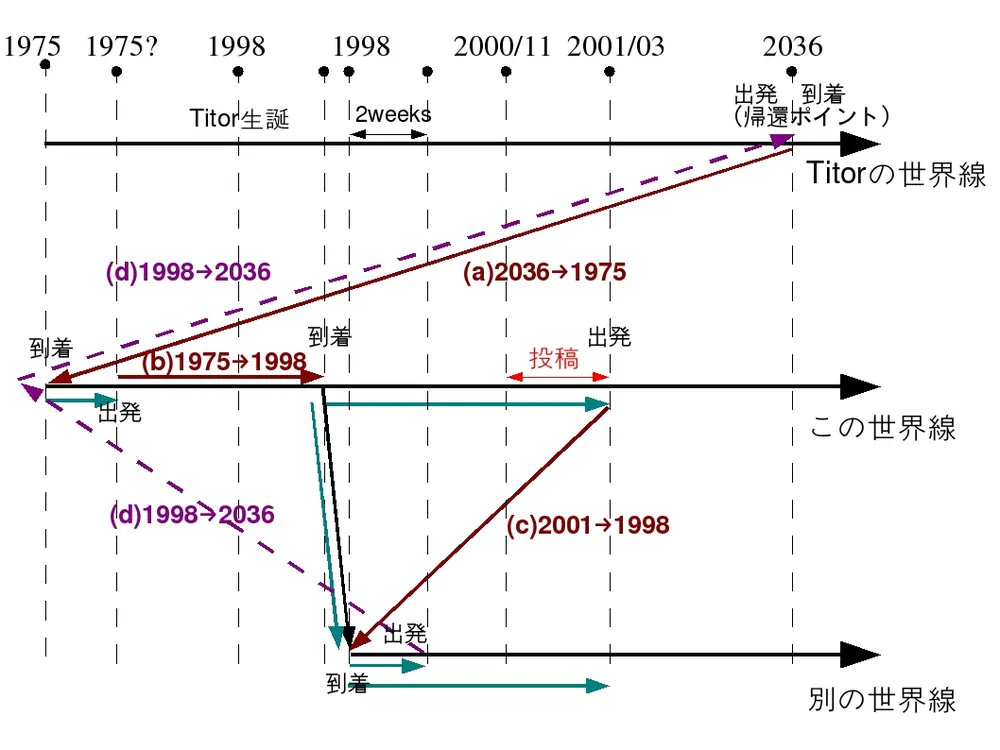 1975 1975? 1998 1998 2000/11 2001/03 2036
出発 到着
(帰還ポイント)
Titor生誕
2weeks
Titorの世界線
(d)1998→2036
(a)2036→1975
到着
到着
出発
(b)1975→1998
投稿
出発
この世界線
(d)1998→2036
(c)2001→1998
出発
到着
別の世界線